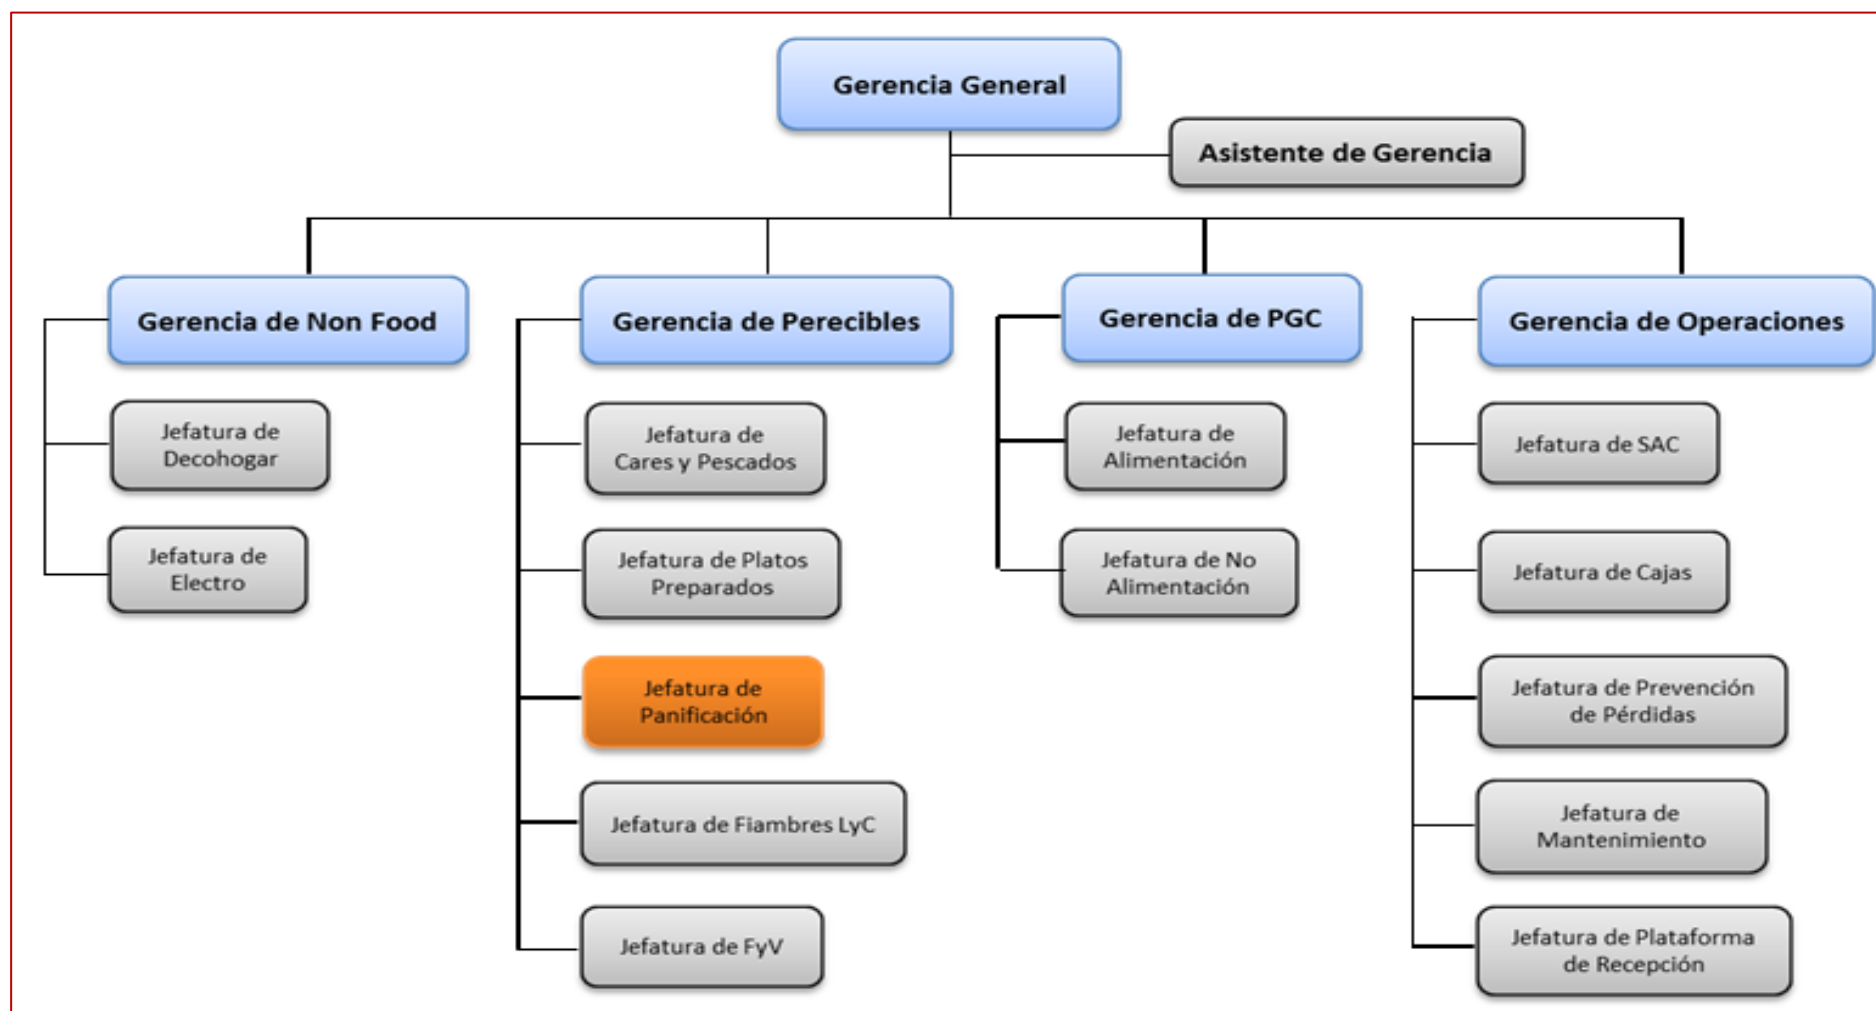 Gerencia General
Asistente de Gerencia
Gerencia de Non Food
Jefatura de
Decohogar
Jefatura de
Electro
Gerencia de Perecibles
Jefatura de
Cares y Pescados
Jefatura de Platos
Preparados
Jefatura de
Panificación
Jefatura de Fiambres LyC
Jefatura de FyV
Gerencia de PGC
Jefatura de
Alimentación
Jefatura de No
Alimentación
Gerencia de Operaciones
Jefatura de SAC
Jefatura de Cajas
Jefatura de Prevención
de Pérdidas
Jefatura de
Mantenimiento
Jefatura de Plataforma
de Recepción